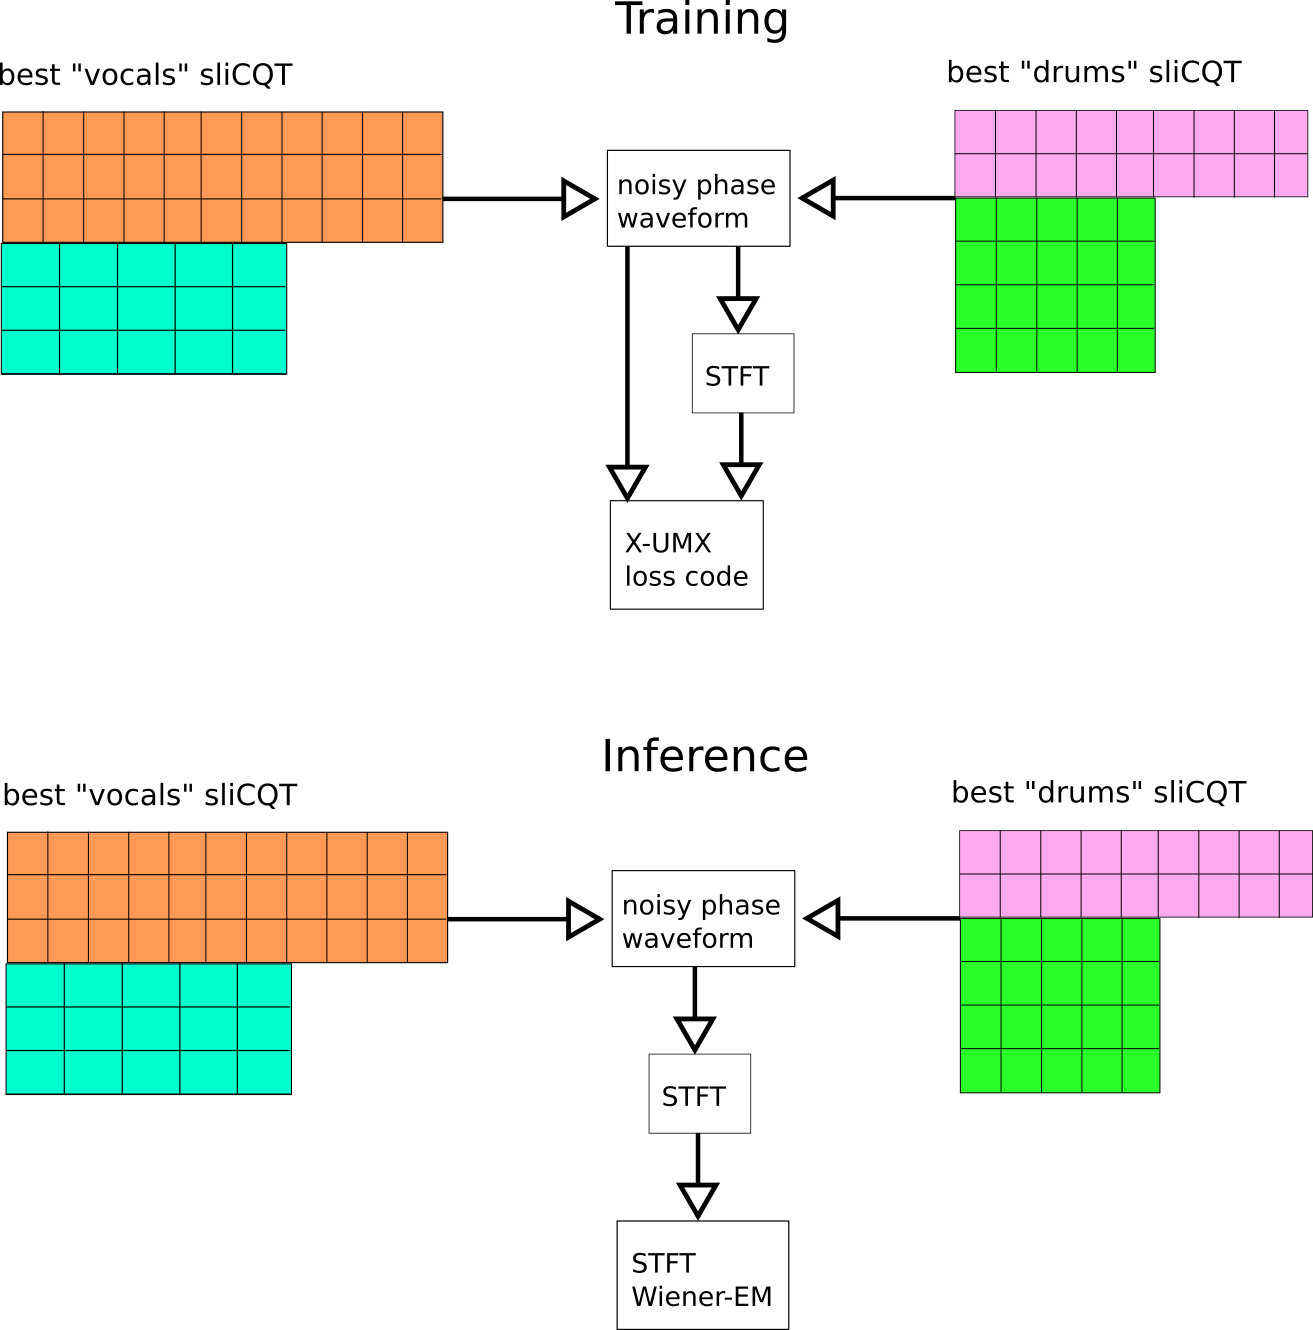 Training
best "vocals" sliCQT
best "drums" sliCQT
noisy phase
waveform
STFT
X-UMX
loss code
Inference
best "vocals" sliCQT
best "drums" sliCQT
noisy phase
waveform
STFT
STFT
Wiener-EM